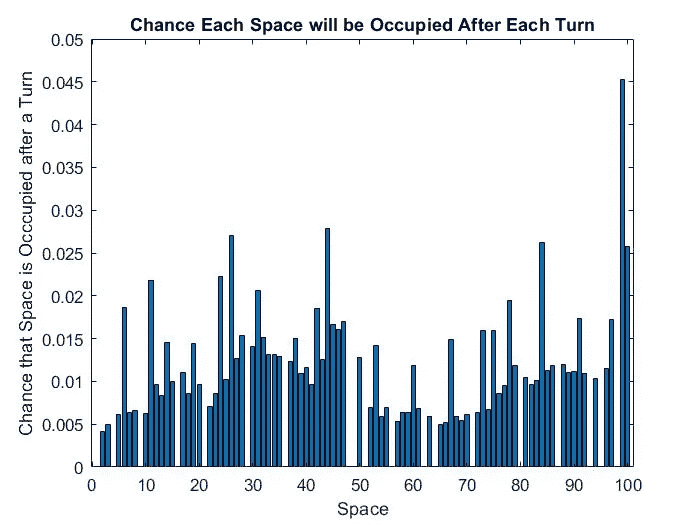 Chance Each Space will be Occupied After Each Turn
0.05
0.045
0.04
0.035
0.03
0.025
0.02
0.015
0.01
0.005
0
Chance that Space is Occcupied after a Turn
0 10 20 30 40 50 60 70 80 90 100
Space